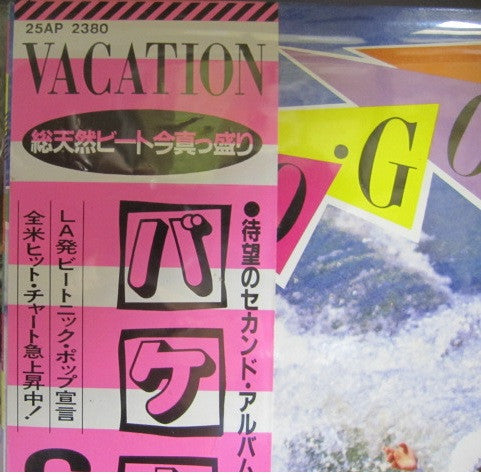 25AP 2380
VACATION
総天然ビート今真っ盛り
●待望のセカンド・アルバム
バケ
LA発ビートニック・ポップ宣言
全米ヒット・チャート急上昇中!
O・G O